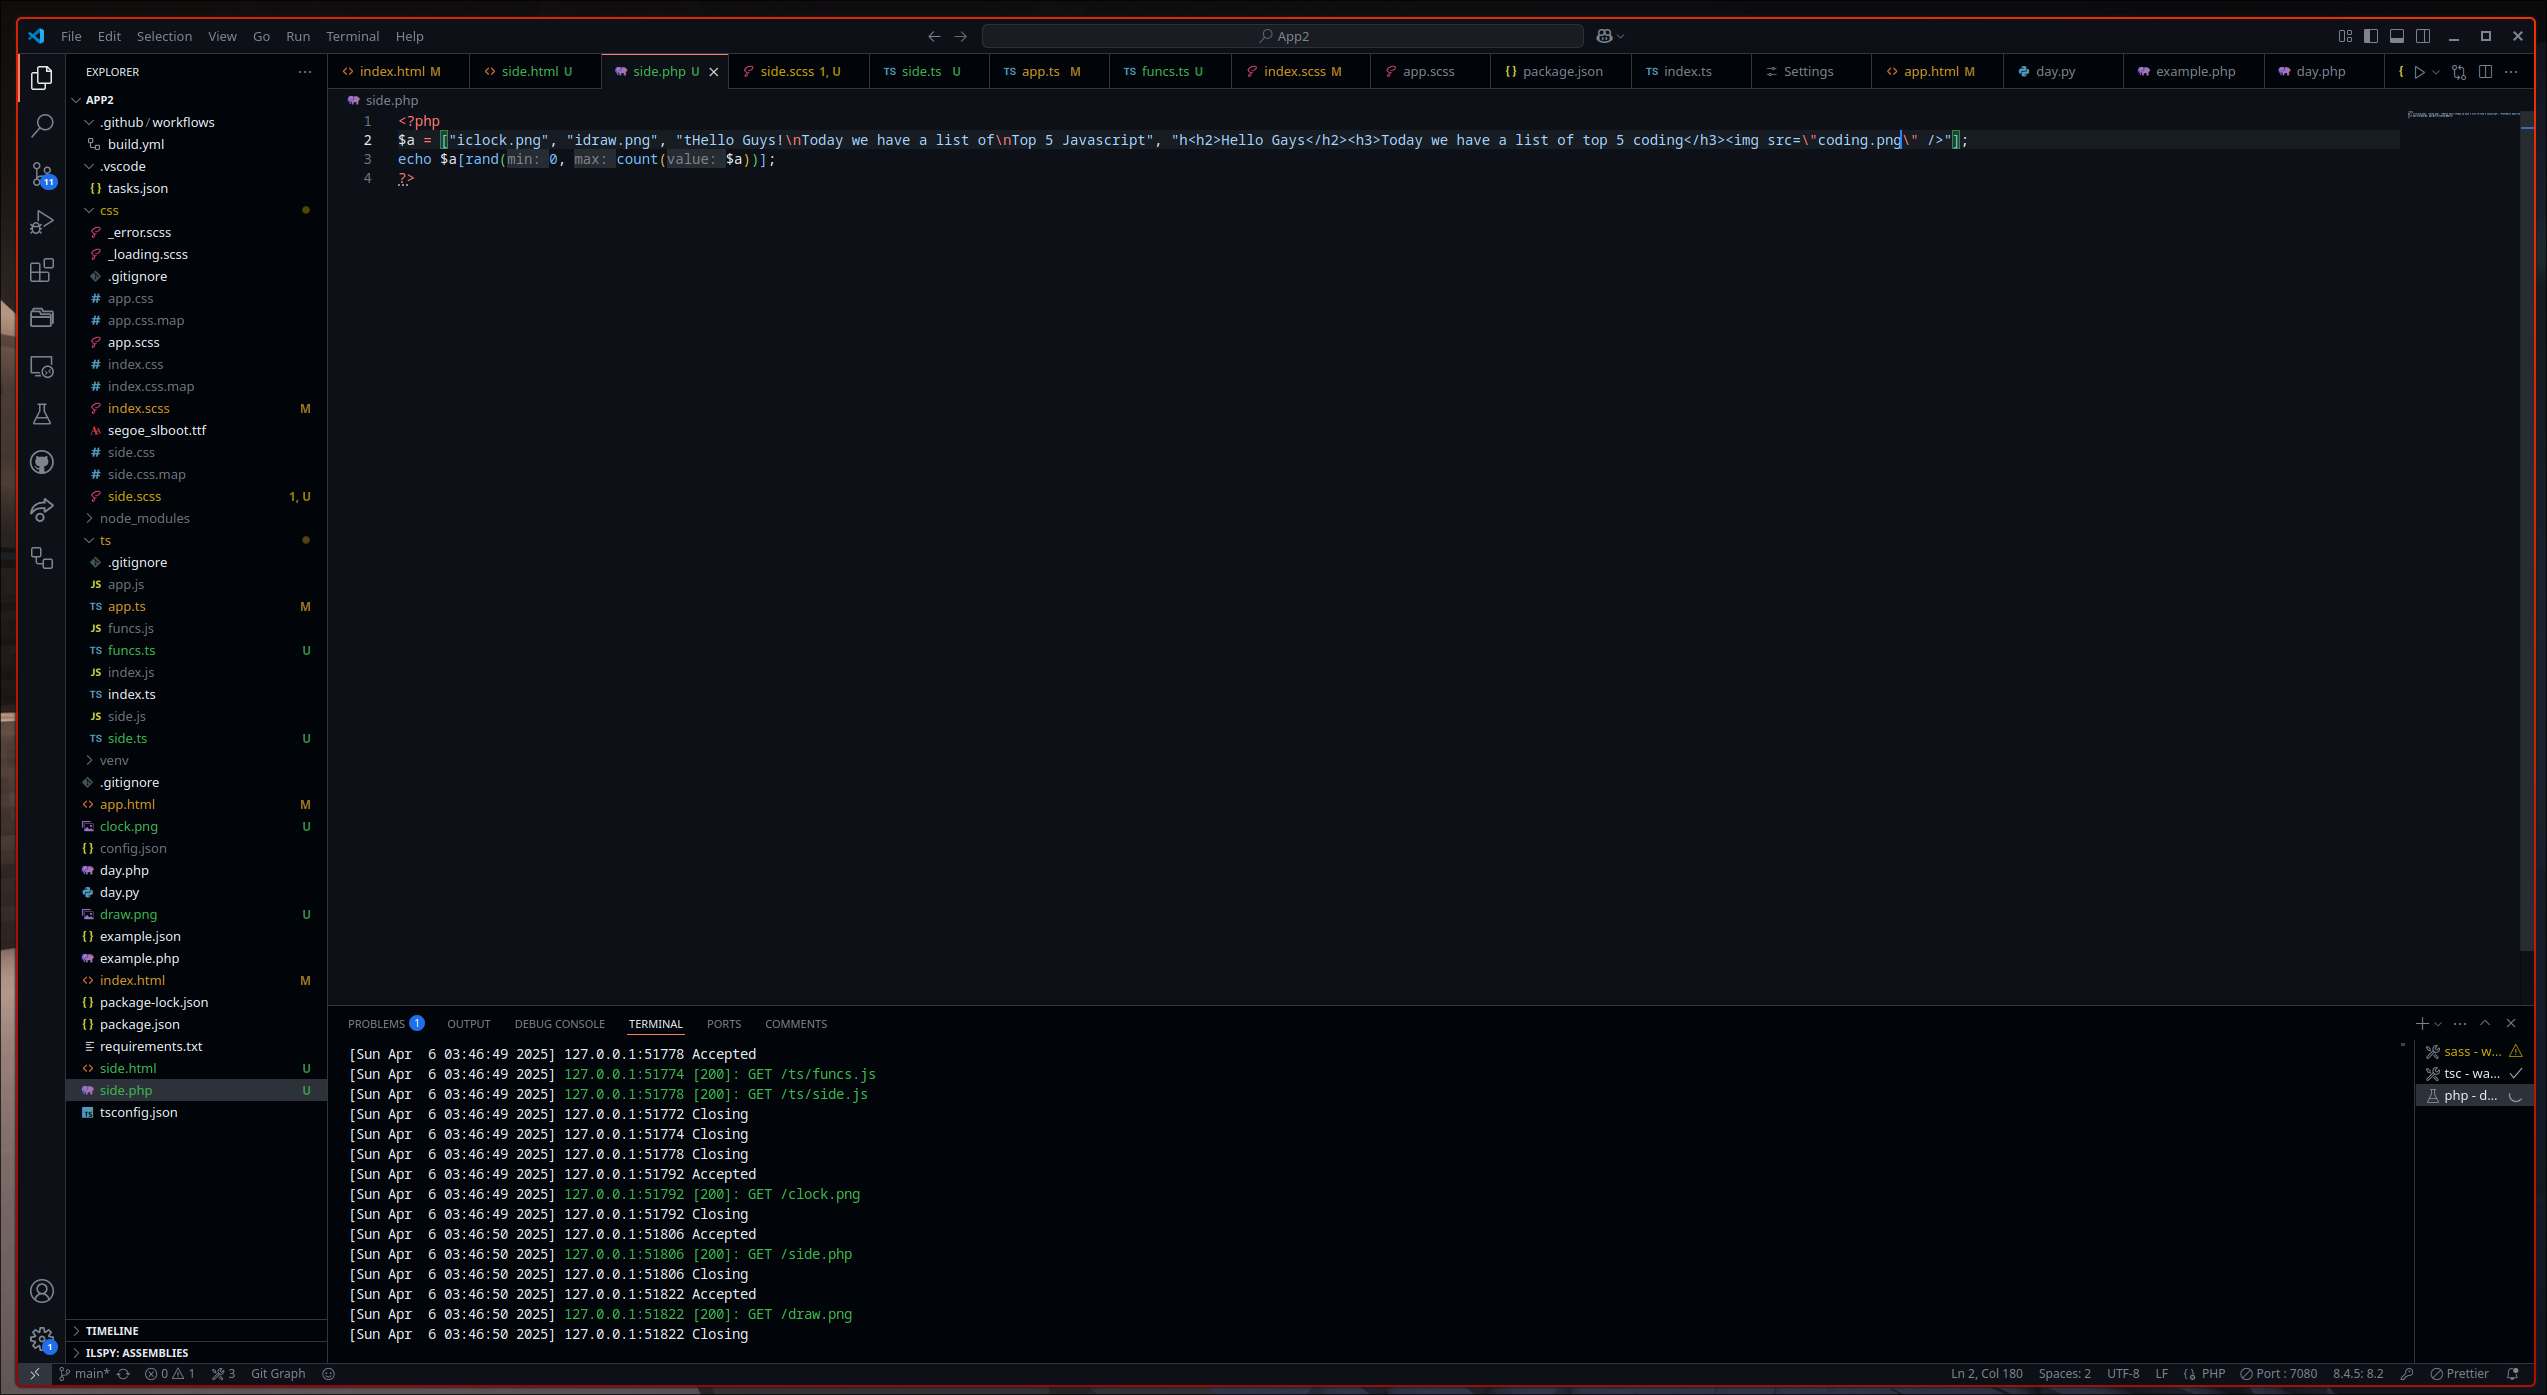 File Edit Selection View Go Run Terminal Help
App2
EXPLORER
index.html M
side.html U
side.php U
side.scss 1, U
TS side.ts U
TS app.ts M
TS funcs.ts U
index.scss M
app.scss
{} package.json
TS index.ts
Settings
app.html M
day.py
example.php
day.php
APP2
.github / workflows
build.yml
.vscode
{} tasks.json
css
_error.scss
_loading.scss
.gitignore
# app.css
# app.css.map
app.scss
# index.css
# index.css.map
index.scss M
segoe_slboot.ttf
# side.css
# side.css.map
side.scss 1, U
node_modules
ts
.gitignore
JS app.js
TS app.ts M
JS funcs.js
TS funcs.ts U
JS index.js
TS index.ts
JS side.js
TS side.ts U
venv
.gitignore
app.html M
clock.png U
{} config.json
day.php
day.py
draw.png U
{} example.json
example.php
index.html M
{} package-lock.json
{} package.json
requirements.txt
side.html U
side.php U
tsconfig.json
TIMELINE
ILSPY: ASSEMBLIES
11
1
side.php
1 <?php
2 $a = ["iclock.png", "idraw.png", "tHello Guys!\nToday we have a list of\nTop 5 Javascript", "h<h2>Hello Gays</h2><h3>Today we have a list of top 5 coding</h3><img src=\"coding.png\" />"];
3 echo $a[rand(min: 0, max: count(value: $a))];
4 ?>
PROBLEMS 1 OUTPUT DEBUG CONSOLE TERMINAL PORTS COMMENTS
[Sun Apr  6 03:46:49 2025] 127.0.0.1:51778 Accepted
[Sun Apr  6 03:46:49 2025] 127.0.0.1:51774 [200]: GET /ts/funcs.js
[Sun Apr  6 03:46:49 2025] 127.0.0.1:51778 [200]: GET /ts/side.js
[Sun Apr  6 03:46:49 2025] 127.0.0.1:51772 Closing
[Sun Apr  6 03:46:49 2025] 127.0.0.1:51774 Closing
[Sun Apr  6 03:46:49 2025] 127.0.0.1:51778 Closing
[Sun Apr  6 03:46:49 2025] 127.0.0.1:51792 Accepted
[Sun Apr  6 03:46:49 2025] 127.0.0.1:51792 [200]: GET /clock.png
[Sun Apr  6 03:46:49 2025] 127.0.0.1:51792 Closing
[Sun Apr  6 03:46:50 2025] 127.0.0.1:51806 Accepted
[Sun Apr  6 03:46:50 2025] 127.0.0.1:51806 [200]: GET /side.php
[Sun Apr  6 03:46:50 2025] 127.0.0.1:51806 Closing
[Sun Apr  6 03:46:50 2025] 127.0.0.1:51822 Accepted
[Sun Apr  6 03:46:50 2025] 127.0.0.1:51822 [200]: GET /draw.png
[Sun Apr  6 03:46:50 2025] 127.0.0.1:51822 Closing
sass - w...
tsc - wa...
php - d...
main* 0 1 3 Git Graph
Ln 2, Col 180 Spaces: 2 UTF-8 LF {} PHP Port : 7080 8.4.5: 8.2 Prettier